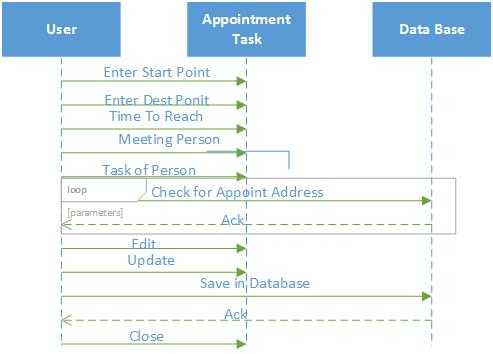 User
Appointment
Task
Data Base
Enter Start Point
Enter Dest Ponit
Time To Reach
Meeting Person
Task of Person
loop
Check for Appoint Address
[parameters]
Ack
Edit
Update
Save in Database
Ack
Close